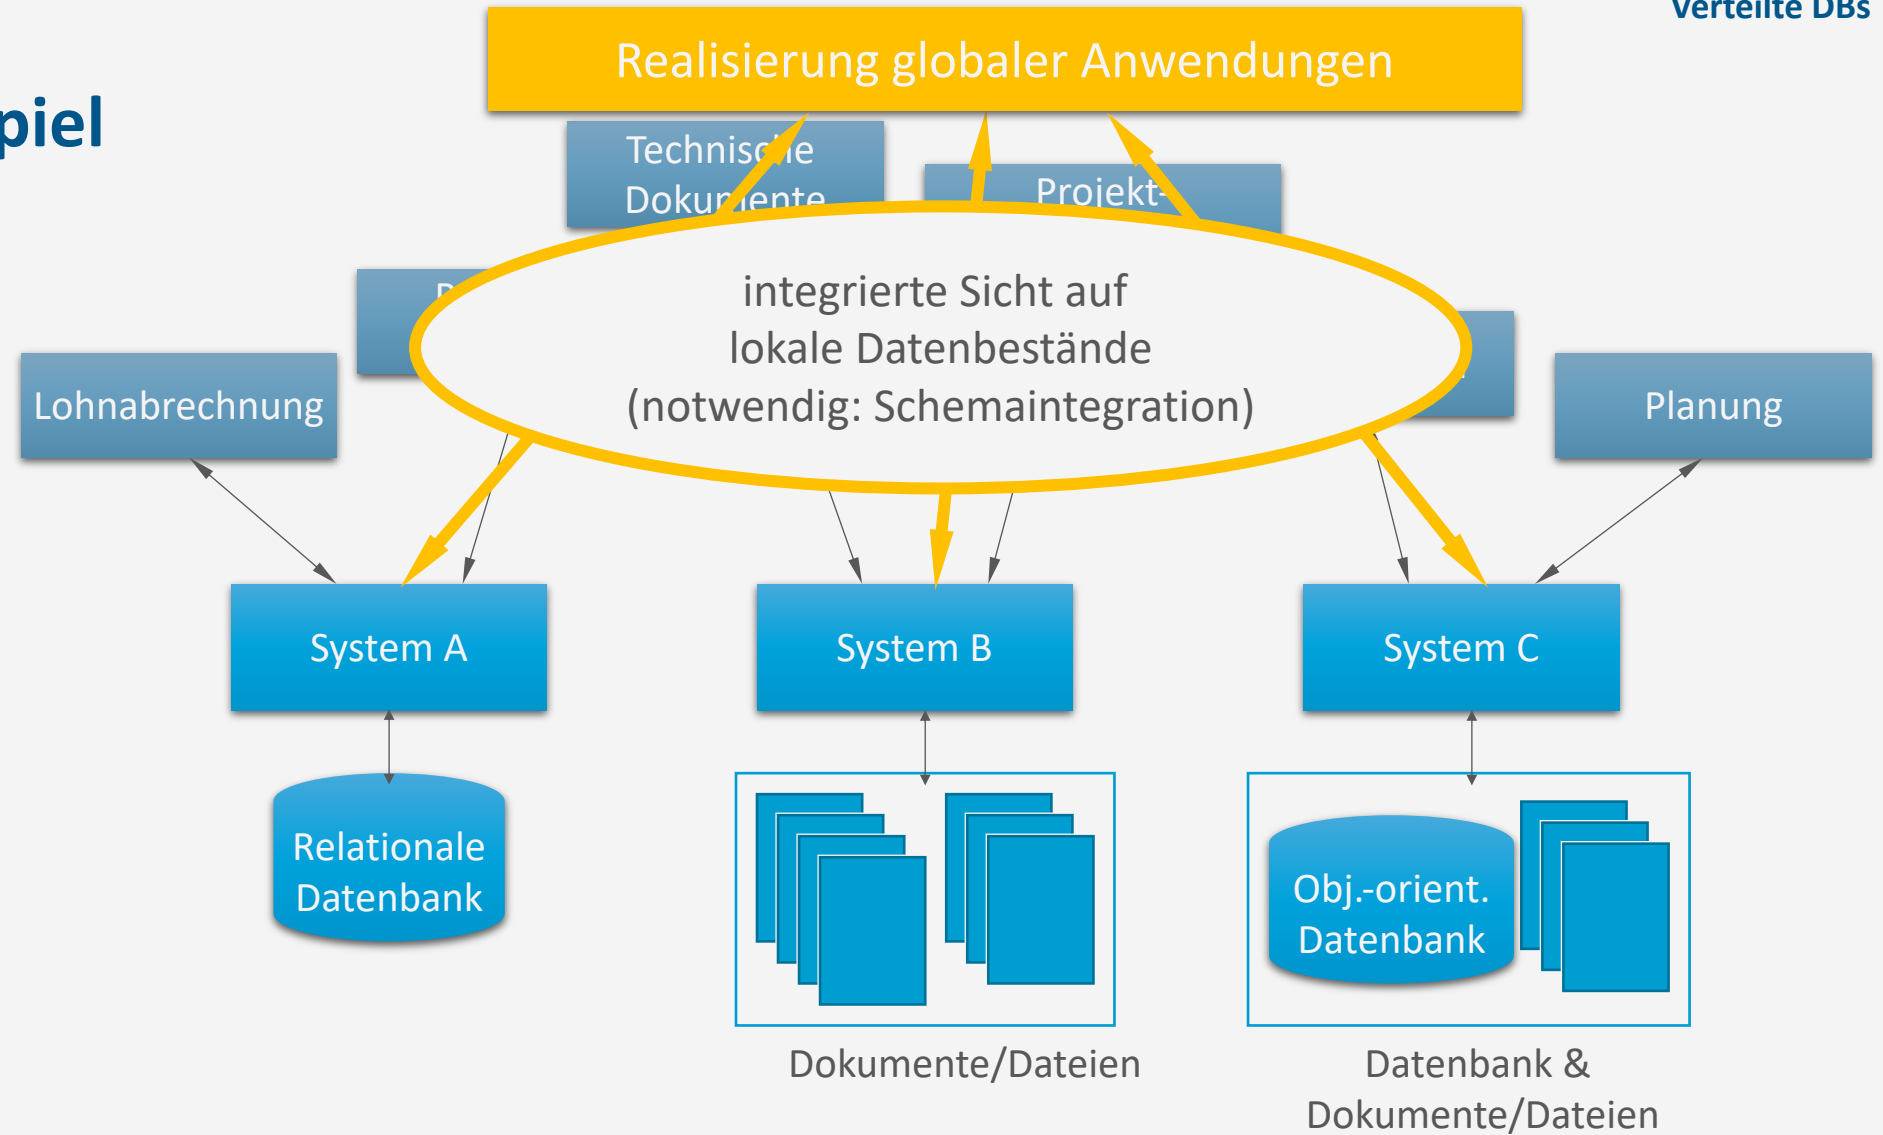 Verteilte DBs
piel
Realisierung globaler Anwendungen
Technische
Dokumente
Projekt-
integrierte Sicht auf
lokale Datenbestände
(notwendig: Schemaintegration)
Lohnabrechnung
Planung
System A
System B
System C
Relationale
Datenbank
Obj.-orient.
Datenbank
Dokumente/Dateien
Datenbank &
Dokumente/Dateien